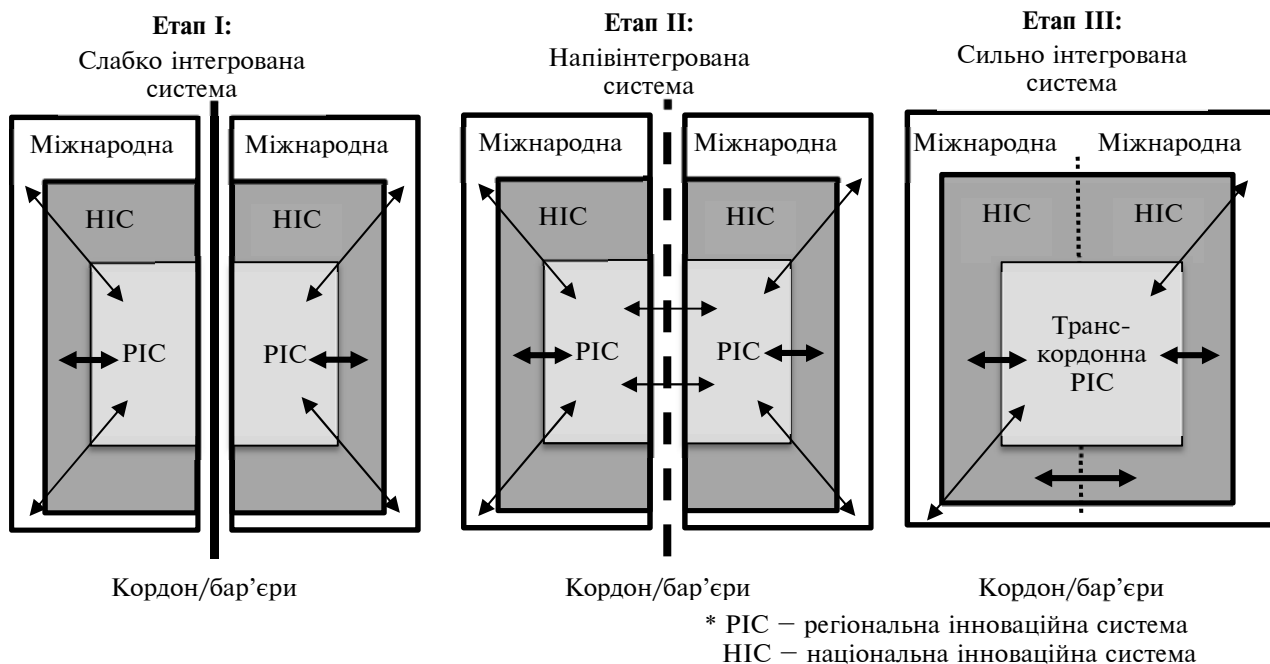 Етап I:
Слабко інтегрована
система
Міжнародна
Міжнародна
НІС
НІС
РІС
РІС
Кордон/бар’єри
Етап II:
Напівінтегрована
система
Міжнародна
Міжнародна
НІС
НІС
РІС
РІС
Кордон/бар’єри
Етап III:
Сильно інтегрована
система
Міжнародна
Міжнародна
НІС
НІС
Транс-
кордонна
РІС
Кордон/бар’єри
* РІС — регіональна інноваційна система
НІС — національна інноваційна система